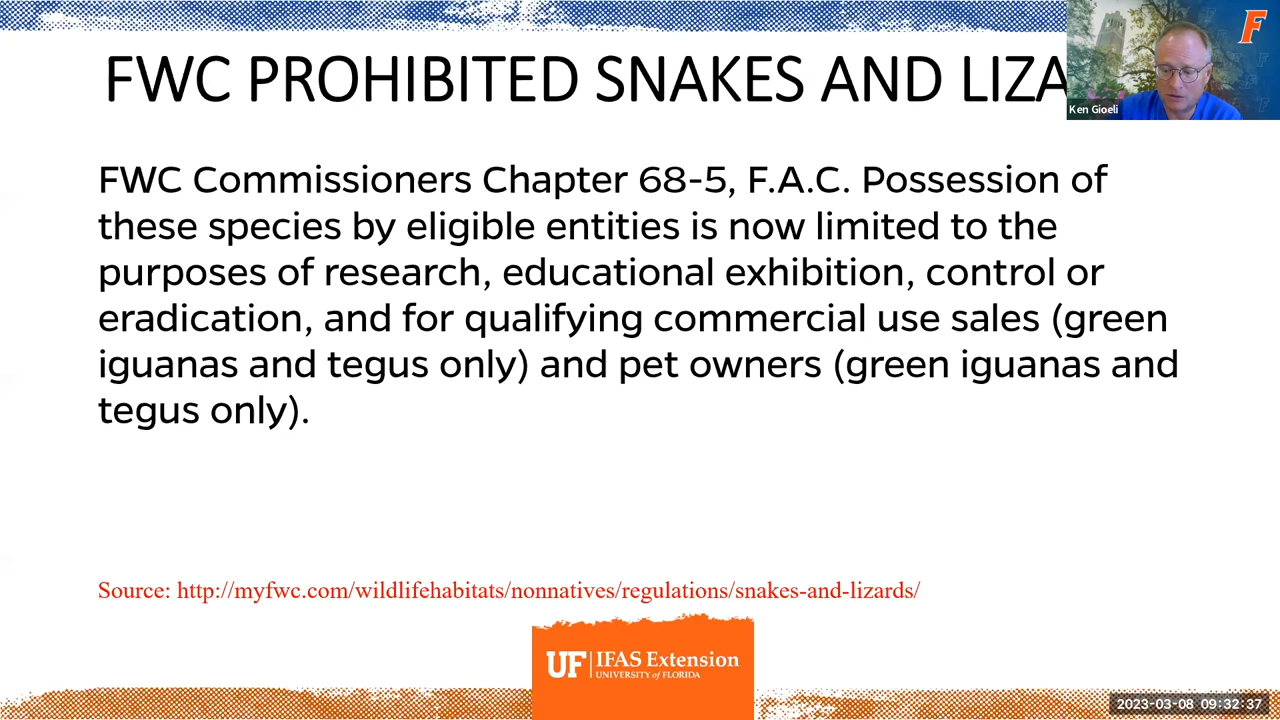 FWC PROHIBITED SNAKES AND LIZA
F
Ken Gioeli
FWC Commissioners Chapter 68-5, F.A.C. Possession of
these species by eligible entities is now limited to the
purposes of research, educational exhibition, control or
eradication, and for qualifying commercial use sales (green
iguanas and tegus only) and pet owners (green iguanas and
tegus only).
Source: http://myfwc.com/wildlifehabitats/nonnatives/regulations/snakes-and-lizards/
UF IFAS Extension
UNIVERSITY of FLORIDA
2023-03-08 09:32:37